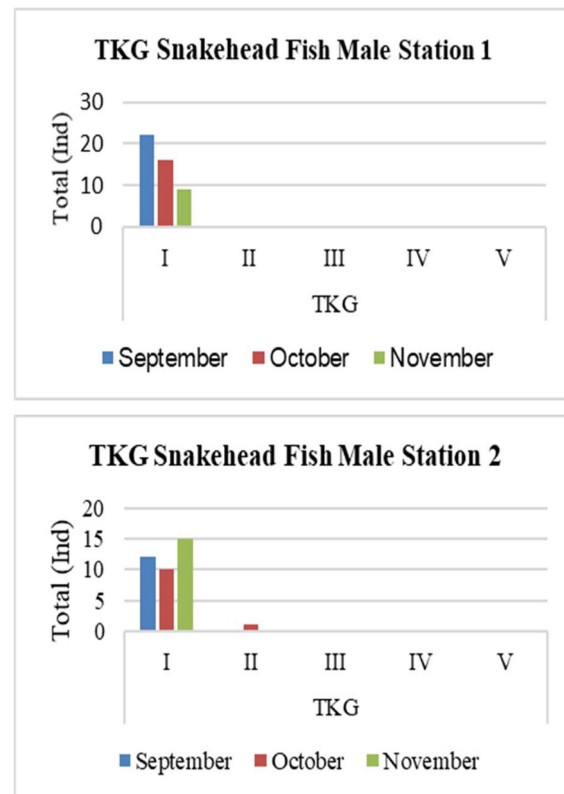 TKG Snakehead Fish Male Station 1
Total (Ind)
30
20
10
0
I II III IV V
TKG
September October November
TKG Snakehead Fish Male Station 2
Total (Ind)
20
15
10
5
0
I II III IV V
TKG
September October November